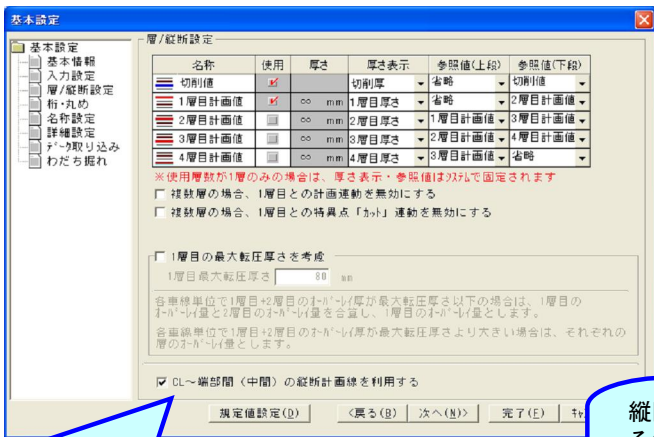 基本設定
基本設定
基本情報
入力設定
層/縦断設定
桁・丸め
名称設定
詳細設定
ﾃﾞｰﾀ取り込み
わだち掘れ
層/縦断設定
名称 使用 厚さ 厚さ表示 参照値(上段) 参照値(下段)
切削値 切削厚 省略 切削値
1層目計画値 ∞ mm 1層目厚さ 省略 2層目計画値
2層目計画値 ∞ mm 2層目厚さ 1層目計画値 3層目計画値
3層目計画値 ∞ mm 3層目厚さ 2層目計画値 4層目計画値
4層目計画値 ∞ mm 4層目厚さ 3層目計画値 省略
※使用層数が1層のみの場合は、厚さ表示・参照値はｼｽﾃﾑで固定されます
複数層の場合、1層目との計画連動を無効にする
複数層の場合、1層目との特異点「ｶｯﾄ」連動を無効にする
1層目の最大転圧厚さを考慮
1層目最大転圧厚さ 80 mm
各車線単位で1層目+2層目のｵｰﾊﾞｰﾚｲ厚が最大転圧厚さ以下の場合は、1層目の
ｵｰﾊﾞｰﾚｲ量と2層目のｵｰﾊﾞｰﾚｲ量を合算し、1層目のｵｰﾊﾞｰﾚｲ量とします。
各車線単位で1層目+2層目のｵｰﾊﾞｰﾚｲ厚が最大転圧厚さより大きい場合は、それぞれの
層のｵｰﾊﾞｰﾚｲ量とします。
CL～端部間（中間）の縦断計画線を利用する
規定値設定(D) <戻る(B) 次へ(N)> 完了(F) ｷｬ
縦